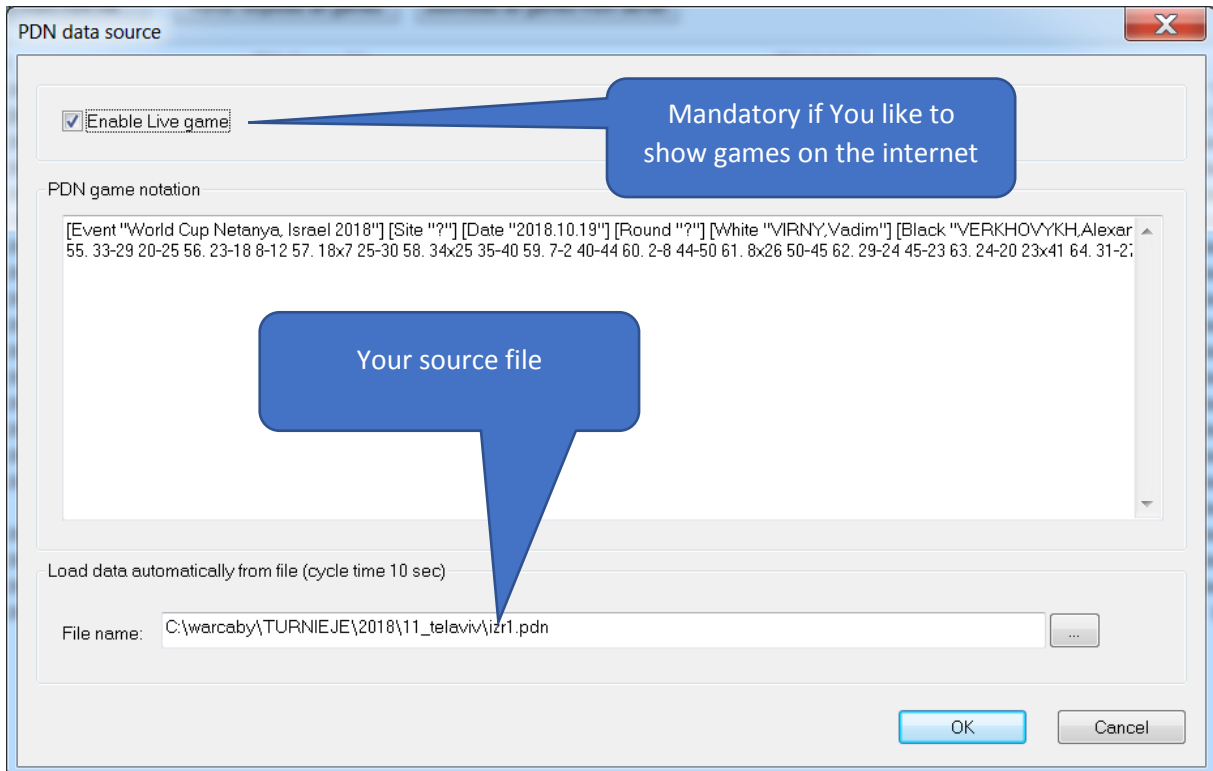 PDN data source
Enable Live game
Mandatory if You like to
show games on the internet
PDN game notation
[Event "World Cup Netanya, Israel 2018"] [Site "?"] [Date "2018.10.19"] [Round "?"] [White "VIRNY,Vadim"] [Black "VERKHOVYKH,Alexar
55. 33-29 20-25 56. 23-18 8-12 57. 18x7 25-30 58. 34x25 35-40 59. 7-2 40-44 60. 2-8 44-50 61. 8x26 50-45 62. 29-24 45-23 63. 24-20 23x41 64. 31-27
Your source file
Load data automatically from file (cycle time 10 sec)
File name: C:\warcaby\TURNIEJE\2018\11_telaviv\izr1.pdn ...
OK Cancel